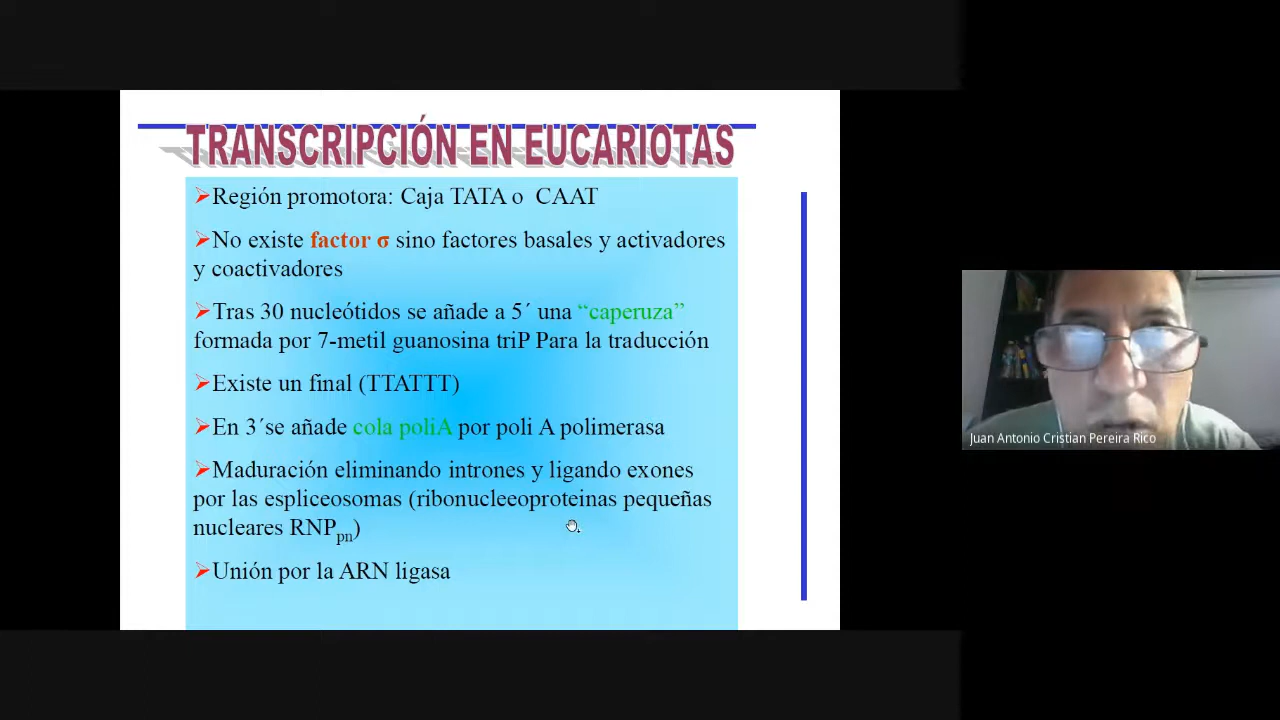 TRANSCRIPCIÓN EN EUCARIOTAS
Región promotora: Caja TATA o CAAT
No existe factor σ sino factores basales y activadores
y coactivadores
Tras 30 nucleótidos se añade a 5´ una “caperuza”
formada por 7-metil guanosina triP Para la traducción
Existe un final (TTATTT)
En 3´se añade cola poliA por poli A polimerasa
Maduración eliminando intrones y ligando exones
por las espliceosomas (ribonucleeoproteinas pequeñas
nucleares RNPpn)
Unión por la ARN ligasa
Juan Antonio Cristian Pereira Rico